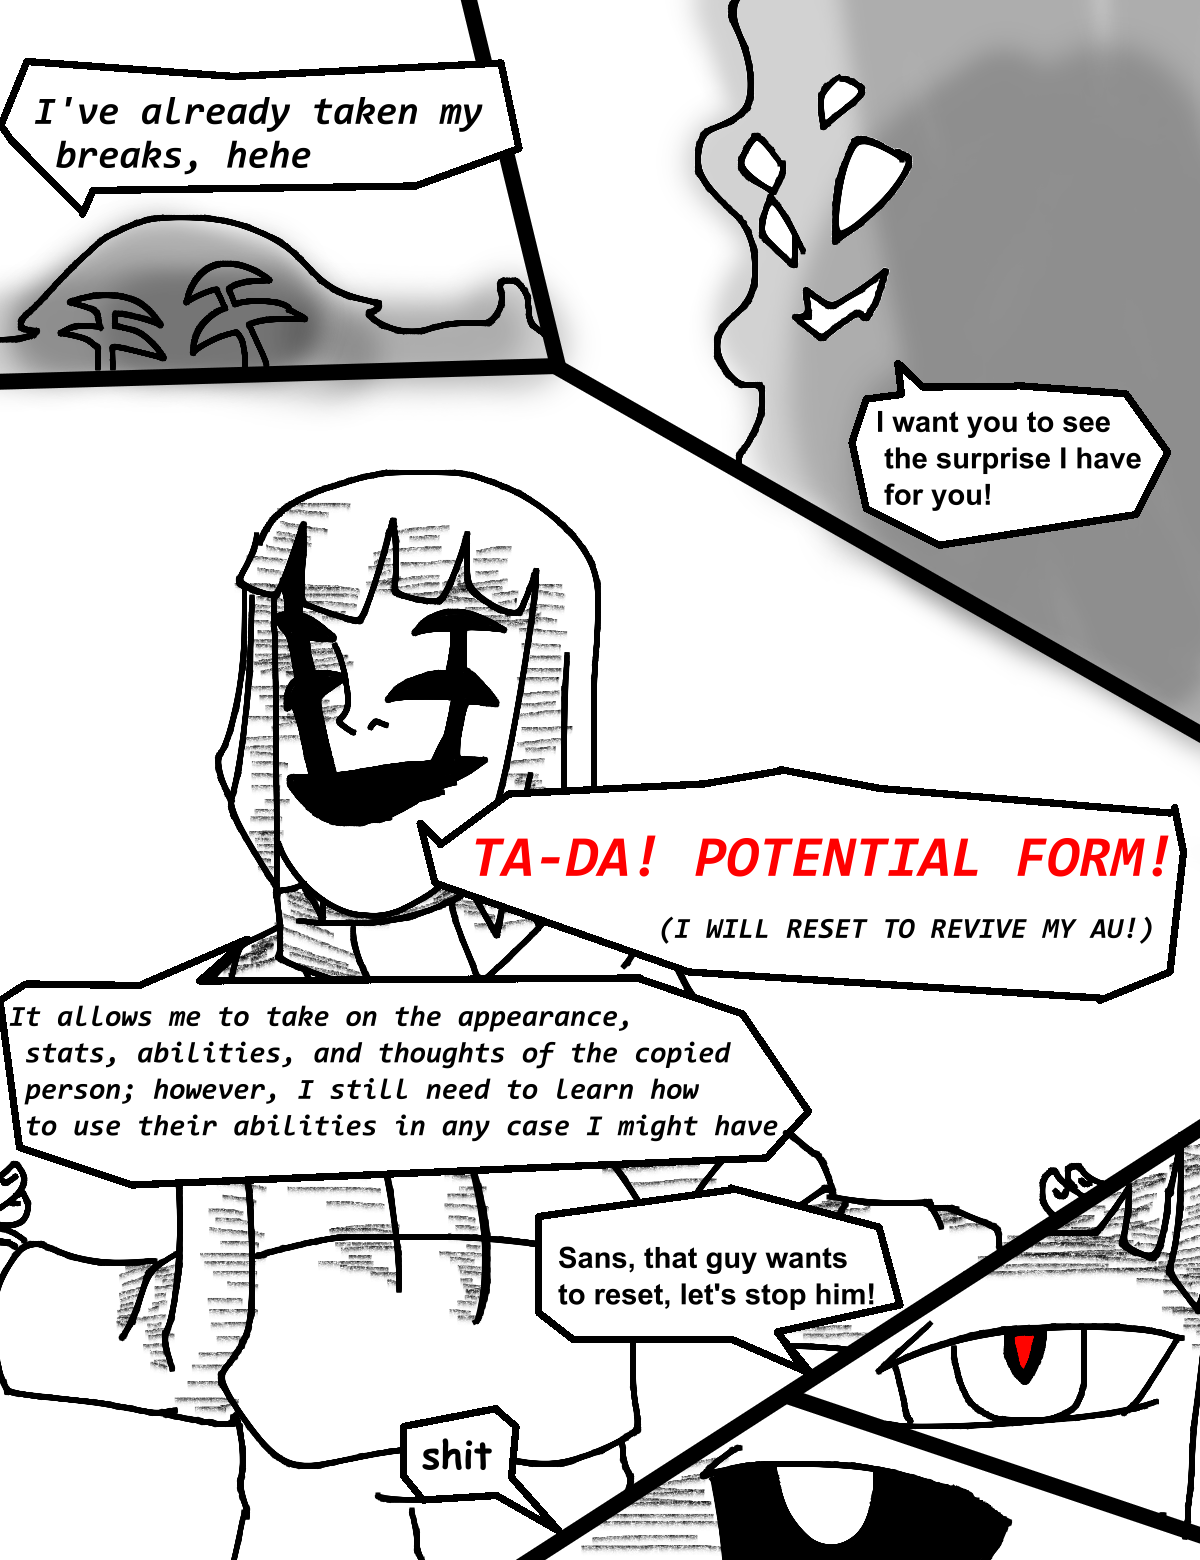 I've already taken my
breaks, hehe
I want you to see
the surprise I have
for you!
TA-DA! POTENTIAL FORM!
(I WILL RESET TO REVIVE MY AU!)
It allows me to take on the appearance,
stats, abilities, and thoughts of the copied
person; however, I still need to learn how
to use their abilities in any case I might have
Sans, that guy wants
to reset, let's stop him!
shit